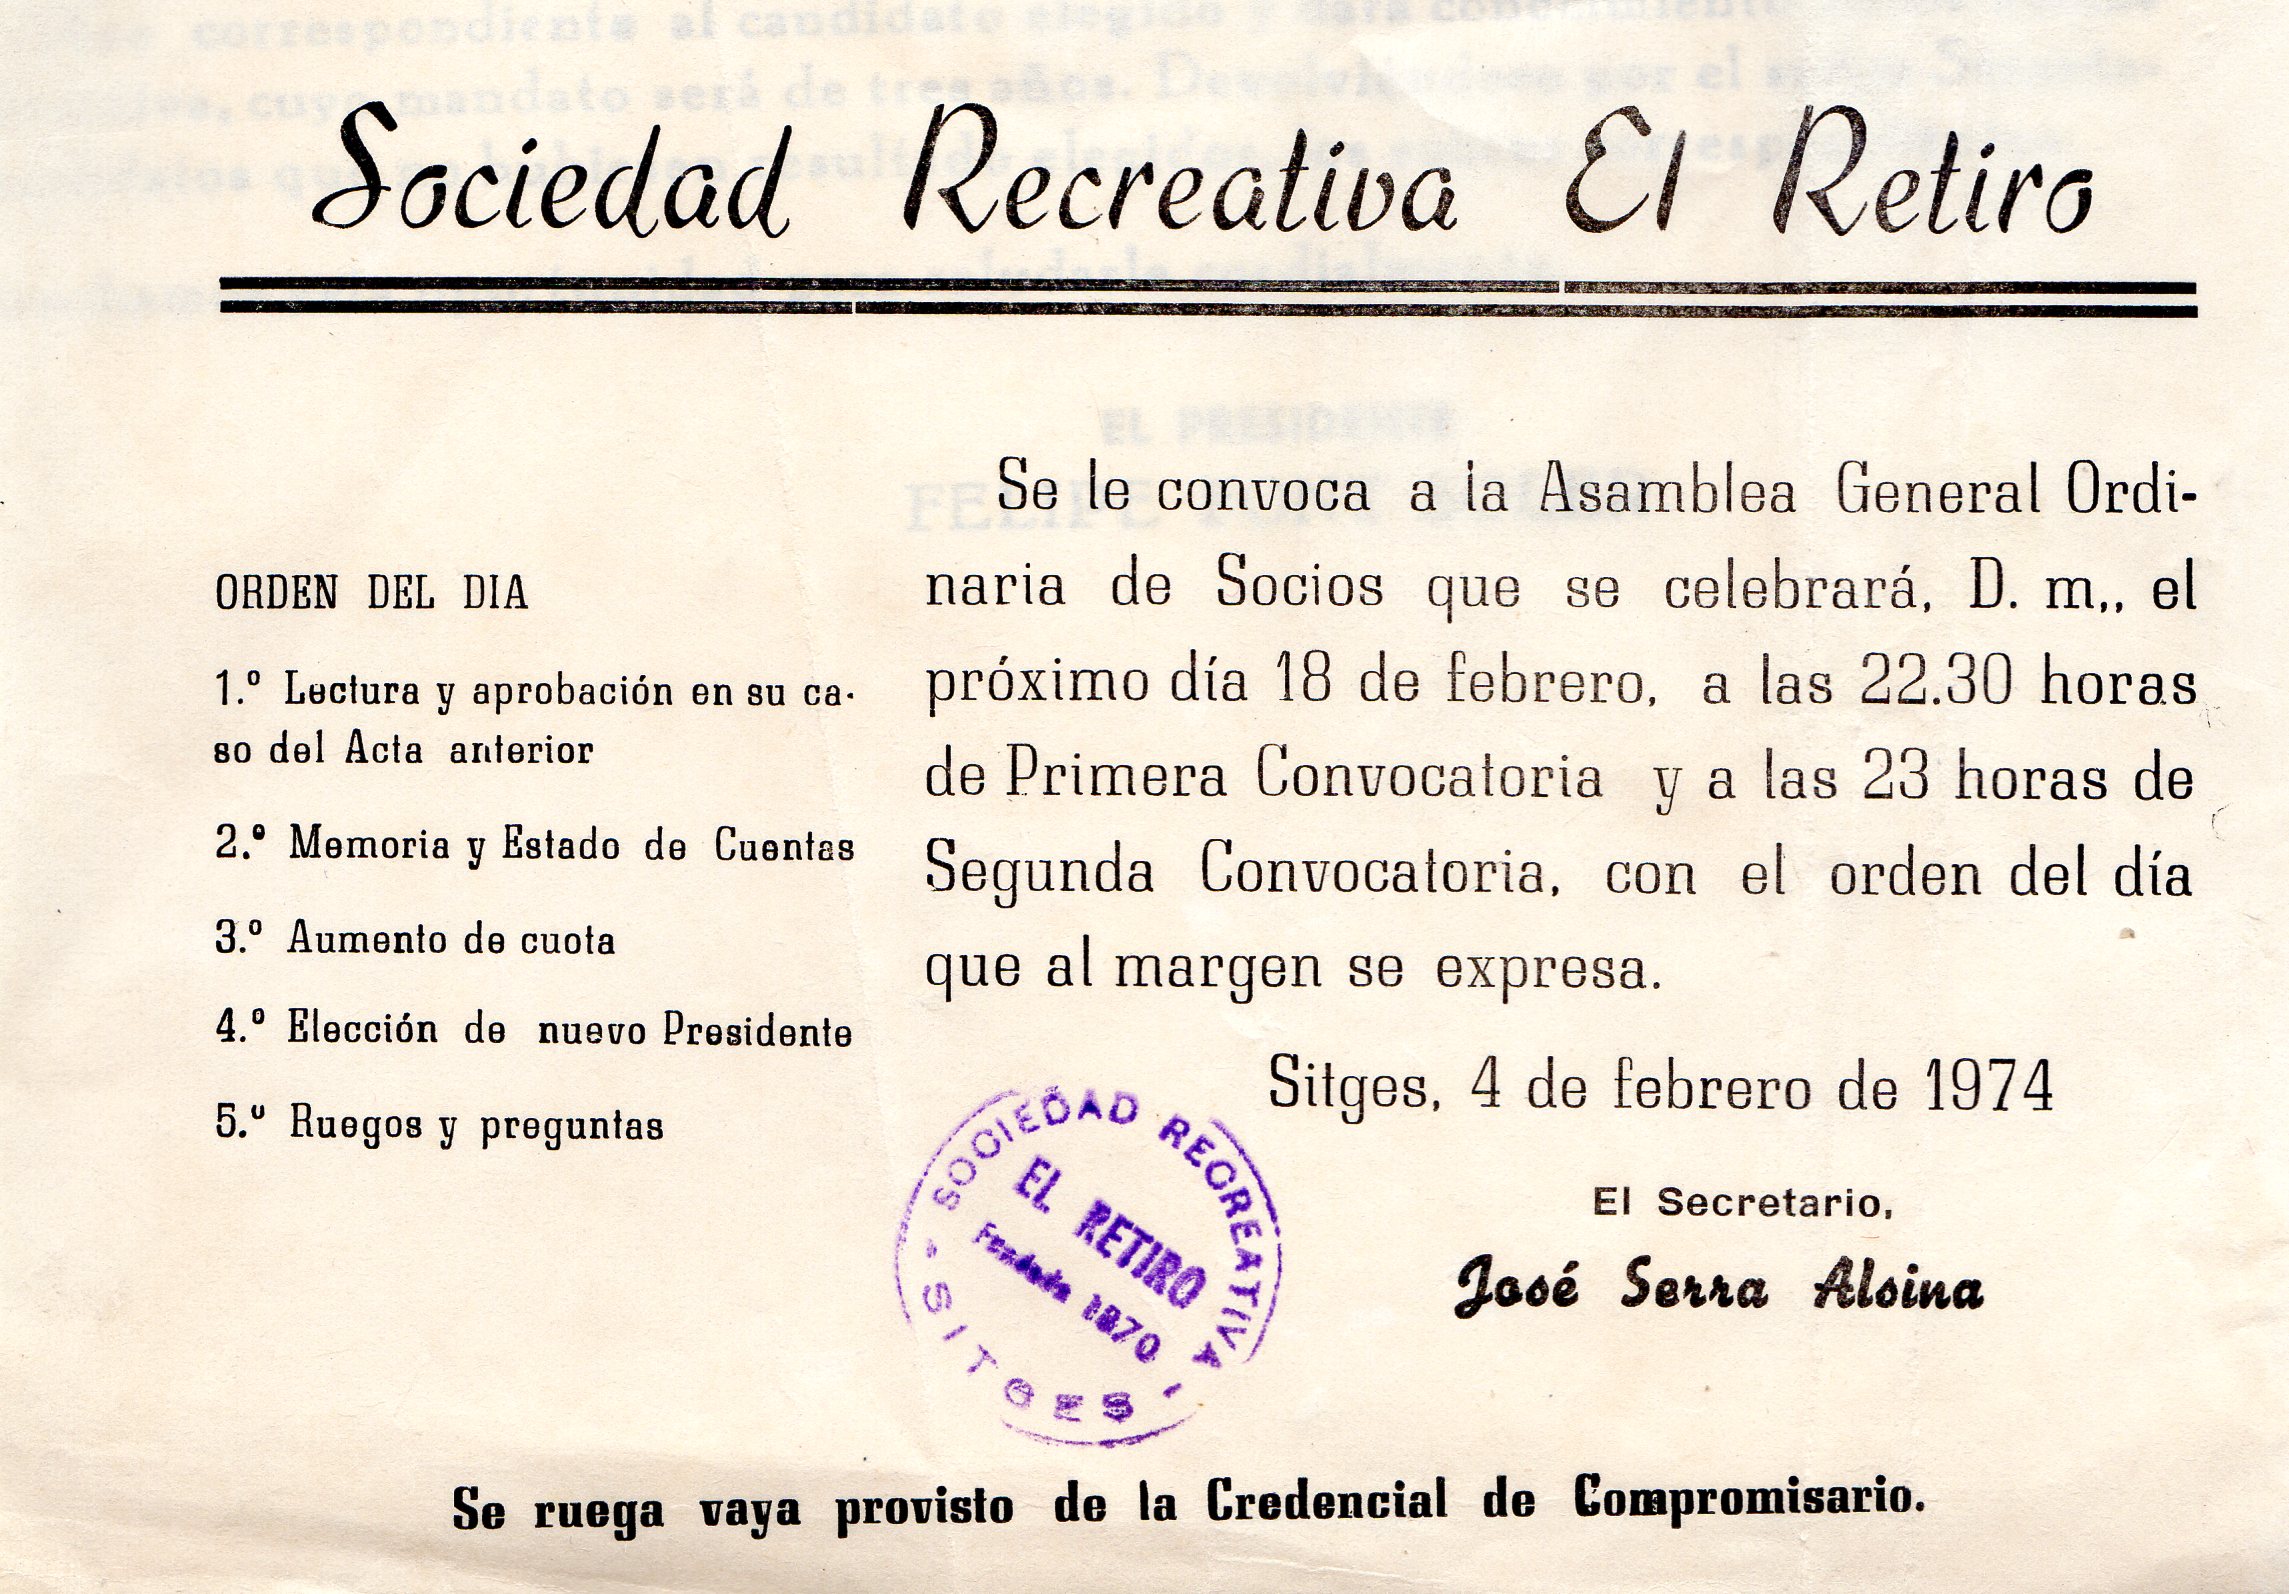 Sociedad Recreativa El Retiro
ORDEN DEL DIA
1.º Lectura y aprobación en su ca-
so del Acta anterior
2.º Memoria y Estado de Cuentas
3.º Aumento de cuota
4.º Elección de nuevo Presidente
5.º Ruegos y preguntas
Se le convoca a la Asamblea General Ordi-
naria de Socios que se celebrará, D. m., el
próximo día 18 de febrero, a las 22.30 horas
de Primera Convocatoria y a las 23 horas de
Segunda Convocatoria, con el orden del día
que al margen se expresa.
Sitges, 4 de febrero de 1974
El Secretario,
José Serra Alsina
SOCIEDAD RECREATIVA
EL RETIRO
Fundada 1870
- SITGES -
Se ruega vaya provisto de la Credencial de Compromisario.